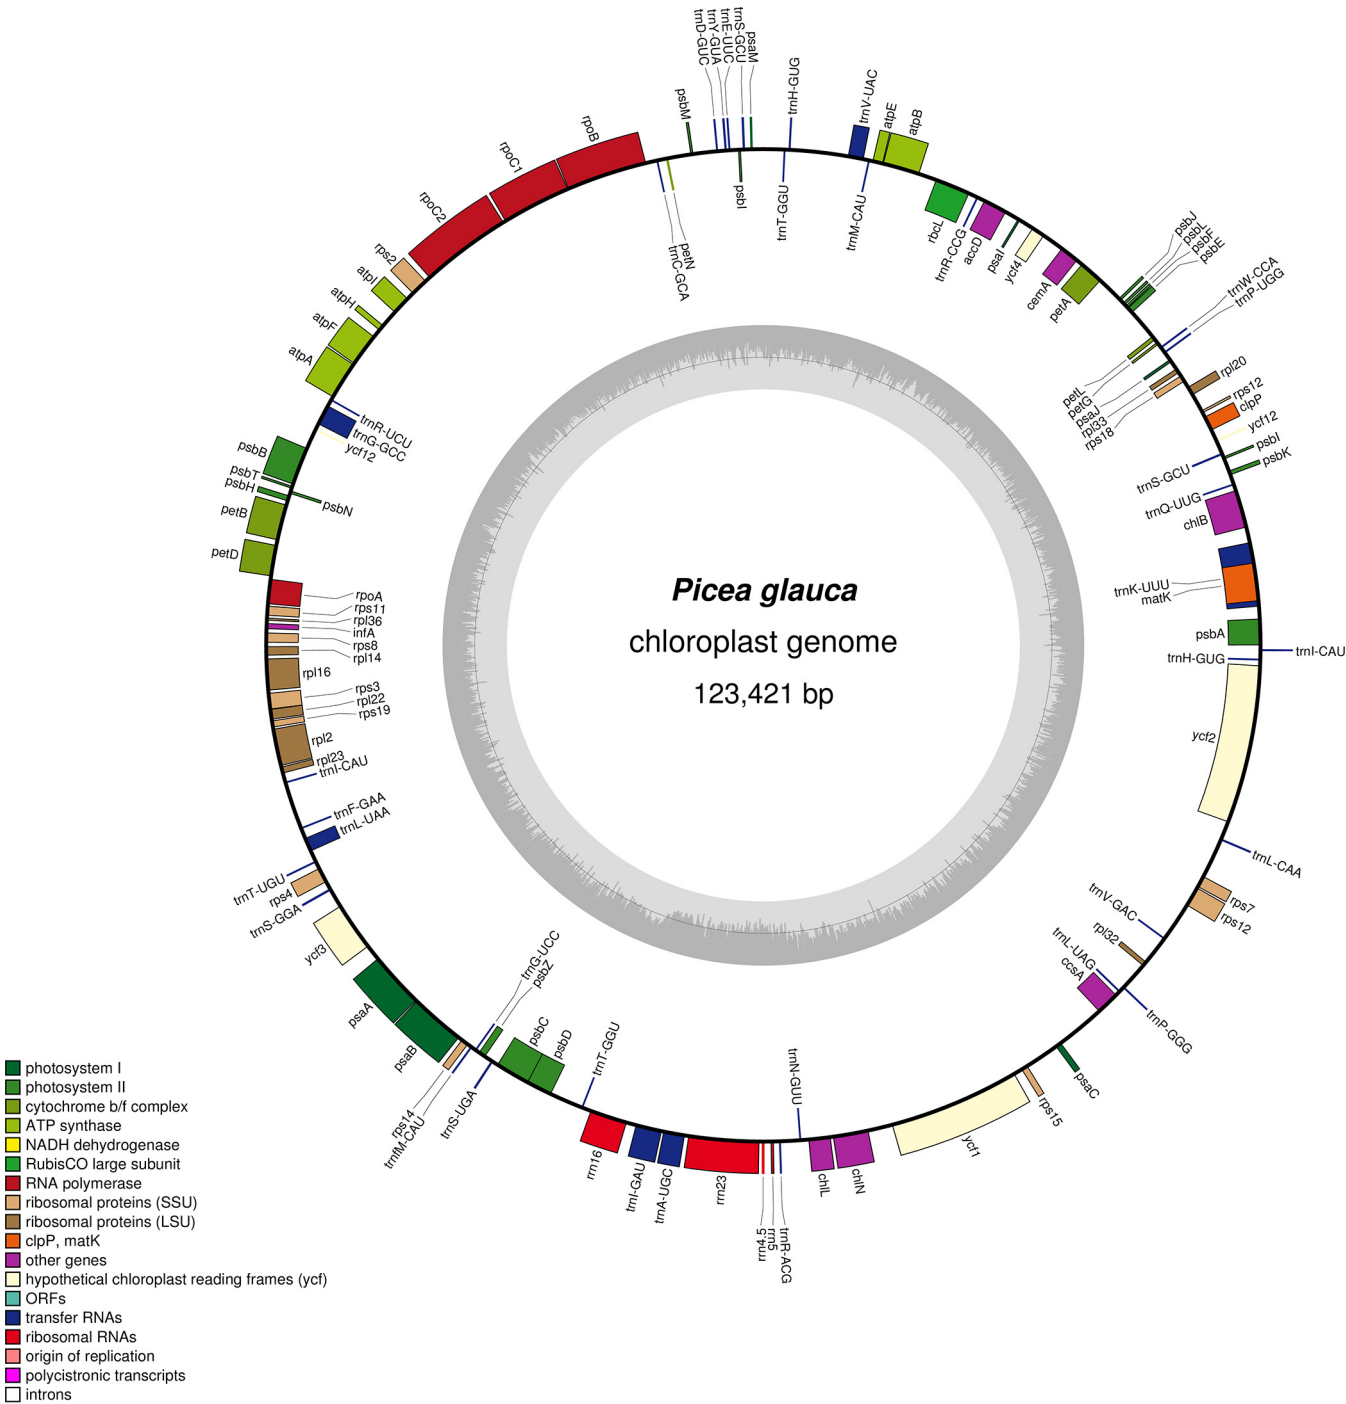 Picea glauca
chloroplast genome
123,421 bp
trnD-GUC
trnY-GUA
trnE-UUC
trnS-GCU
psaM
psbI
trnH-GUG
trnT-GGU
trnV-UAC
trnM-CAU
atpE
atpB
rbcL
trnR-CCG
accD
psaI
ycf4
cemA
petA
psbJ
psbL
psbF
psbE
trnW-CCA
trnP-UGG
petL
petG
psaJ
rpl33
rps18
rpl20
rps12
clpP
ycf12
psbI
psbK
trnS-GCU
trnQ-UUG
chlB
trnK-UUU
matK
psbA
trnI-CAU
trnH-GUG
ycf2
trnL-CAA
rps7
rps12
trnV-GAC
rpl32
trnL-UAG
ccsA
trnP-GGG
psaC
rps15
ycf1
chlN
chlL
trnN-GUU
trnR-ACG
rrn5
rrn4.5
rrn23
trnA-UGC
trnI-GAU
rrn16
trnT-GGU
psbD
psbC
psbZ
trnG-UCC
trnS-UGA
trnfM-CAU
rps14
psaB
psaA
ycf3
trnS-GGA
rps4
trnT-UGU
trnL-UAA
trnF-GAA
trnI-CAU
rpl23
rpl2
rps19
rpl22
rps3
rpl16
rpl14
rps8
infA
rpl36
rps11
rpoA
petD
petB
psbN
psbH
psbT
psbB
ycf12
trnG-GCC
trnR-UCU
atpA
atpF
atpH
atpI
rps2
rpoC2
rpoC1
rpoB
trnC-GCA
petN
psbM
photosystem I
photosystem II
cytochrome b/f complex
ATP synthase
NADH dehydrogenase
RubisCO large subunit
RNA polymerase
ribosomal proteins (SSU)
ribosomal proteins (LSU)
clpP, matK
other genes
hypothetical chloroplast reading frames (ycf)
ORFs
transfer RNAs
ribosomal RNAs
origin of replication
polycistronic transcripts
introns